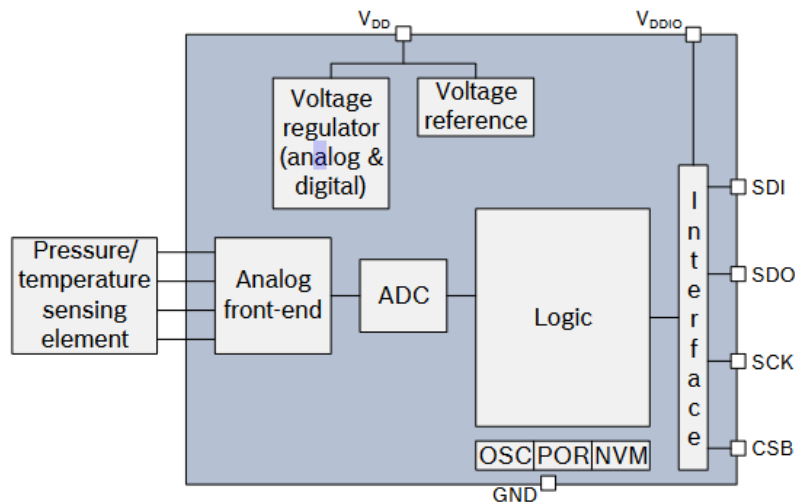 VDD
VDDIO
Voltage
regulator
(analog &
digital)
Voltage
reference
Pressure/
temperature
sensing
element
Analog
front-end
ADC
Logic
Interface
SDI
SDO
SCK
CSB
OSC
POR
NVM
GND